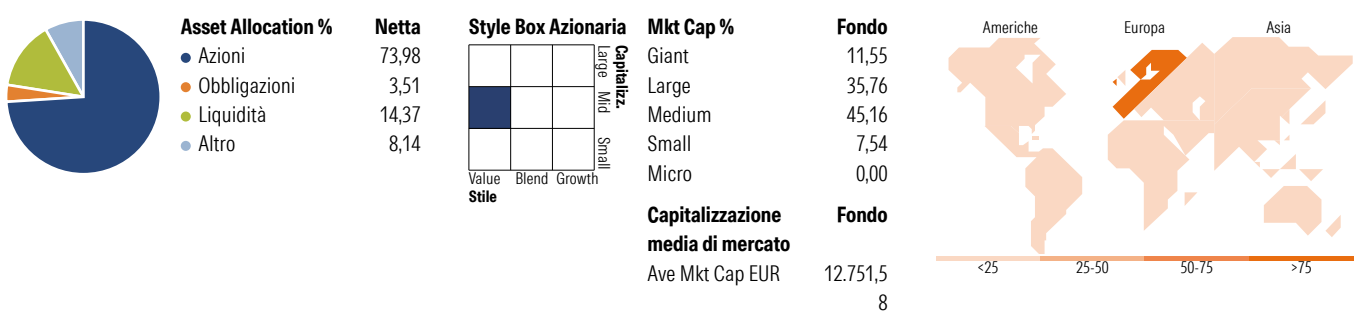 Asset Allocation % Netta
Azioni 73,98
Obbligazioni 3,51
Liquidità 14,37
Altro 8,14
Style Box Azionaria
Large Mid Small
Capitalizz.
Value Blend Growth
Stile
Mkt Cap % Fondo
Giant 11,55
Large 35,76
Medium 45,16
Small 7,54
Micro 0,00
Capitalizzazione Fondo
media di mercato
Ave Mkt Cap EUR 12.751,5
8
Americhe Europa Asia
<25 25-50 50-75 >75